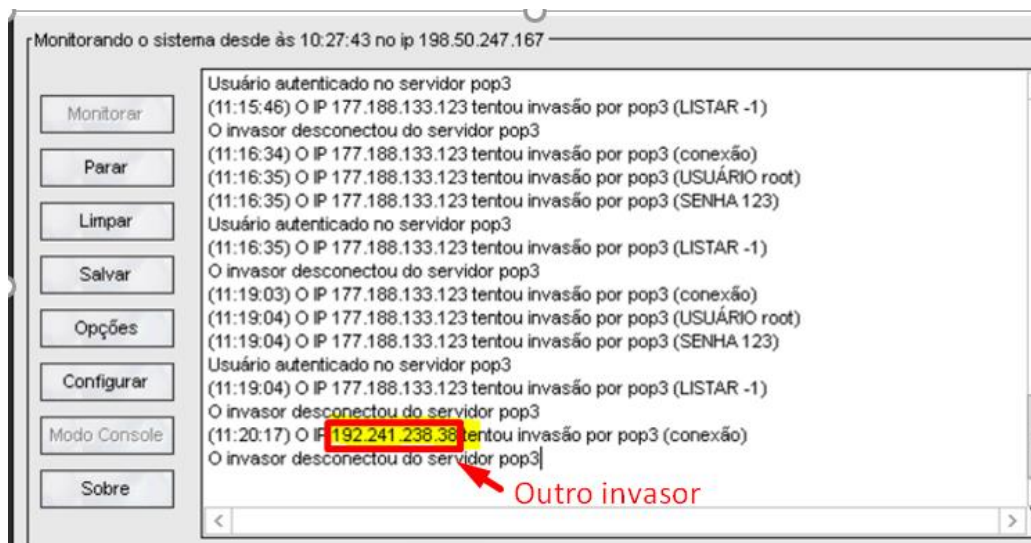 Monitorando o sistema desde às 10:27:43 no ip 198.50.247.167
Monitorar
Parar
Limpar
Salvar
Opções
Configurar
Modo Console
Sobre
Usuário autenticado no servidor pop3
(11:15:46) O IP 177.188.133.123 tentou invasão por pop3 (LISTAR -1)
O invasor desconectou do servidor pop3
(11:16:34) O IP 177.188.133.123 tentou invasão por pop3 (conexão)
(11:16:35) O IP 177.188.133.123 tentou invasão por pop3 (USUÁRIO root)
(11:16:35) O IP 177.188.133.123 tentou invasão por pop3 (SENHA 123)
Usuário autenticado no servidor pop3
(11:16:35) O IP 177.188.133.123 tentou invasão por pop3 (LISTAR -1)
O invasor desconectou do servidor pop3
(11:19:03) O IP 177.188.133.123 tentou invasão por pop3 (conexão)
(11:19:04) O IP 177.188.133.123 tentou invasão por pop3 (USUÁRIO root)
(11:19:04) O IP 177.188.133.123 tentou invasão por pop3 (SENHA 123)
Usuário autenticado no servidor pop3
(11:19:04) O IP 177.188.133.123 tentou invasão por pop3 (LISTAR -1)
O invasor desconectou do servidor pop3
(11:20:17) O IP 192.241.238.38 tentou invasão por pop3 (conexão)
O invasor desconectou do servidor pop3
Outro invasor